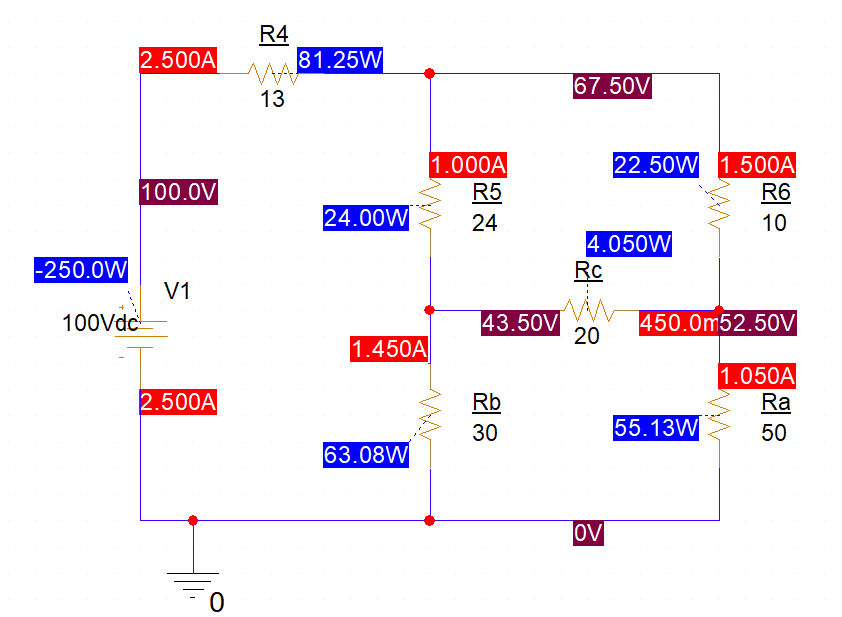 R4
2.500A
81.25W
13
67.50V
1.000A
22.50W
1.500A
100.0V
R5
R6
24.00W
24
10
4.050W
-250.0W
Rc
V1
100Vdc
43.50V
20
450.0m
52.50V
1.450A
1.050A
2.500A
Rb
Ra
55.13W
30
50
63.08W
0V
0